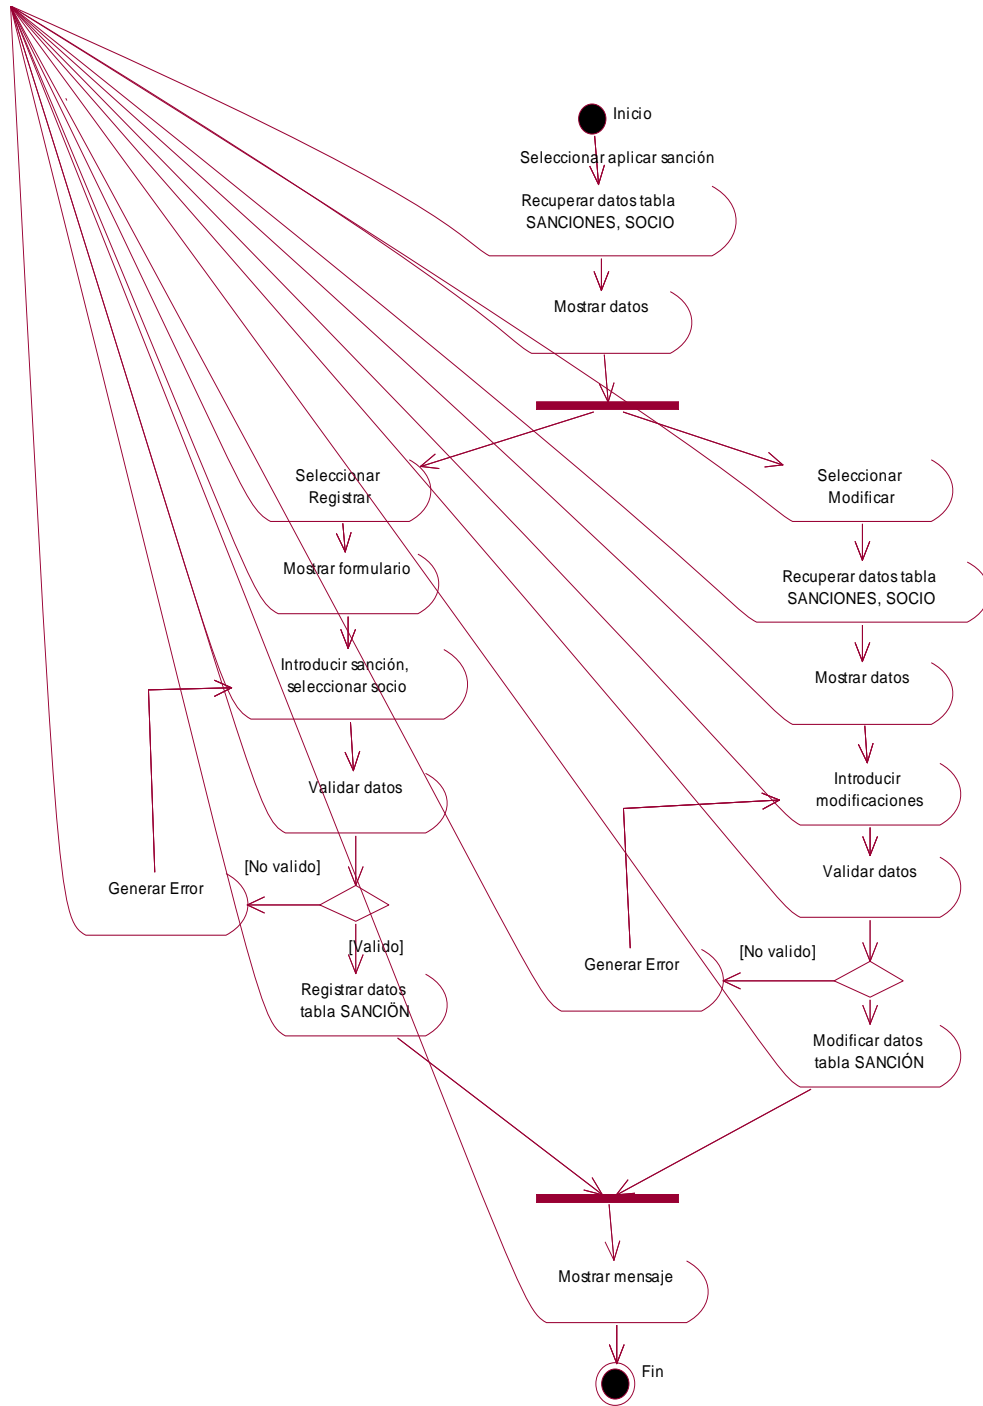 Inicio
Seleccionar aplicar sanción
Recuperar datos tabla
SANCIONES, SOCIO
Mostrar datos
Seleccionar
Registrar
Mostrar formulario
Introducir sanción,
seleccionar socio
Validar datos
[No valido]
Generar Error
[Valido]
Registrar datos
tabla SANCIÖN
Seleccionar
Modificar
Recuperar datos tabla
SANCIONES, SOCIO
Mostrar datos
Introducir
modificaciones
Validar datos
[No valido]
Generar Error
Modificar datos
tabla SANCIÓN
Mostrar mensaje
Fin